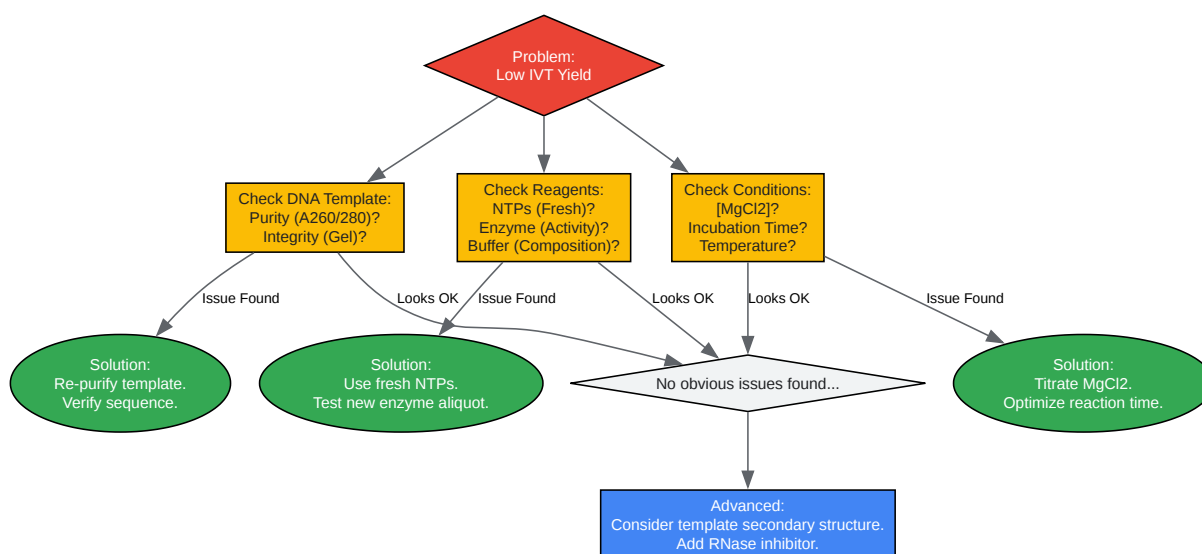 Problem:
Low IVT Yield
Check DNA Template:
Purity (A260/280)?
Integrity (Gel)?
Check Reagents:
NTPs (Fresh)?
Enzyme (Activity)?
Buffer (Composition)?
Check Conditions:
[MgCl2]?
Incubation Time?
Temperature?
Issue Found
Looks OK
Issue Found
Looks OK
Looks OK
Issue Found
Solution:
Re-purify template.
Verify sequence.
Solution:
Use fresh NTPs.
Test new enzyme aliquot.
No obvious issues found...
Solution:
Titrate MgCl2.
Optimize reaction time.
Advanced:
Consider template secondary structure.
Add RNase inhibitor.